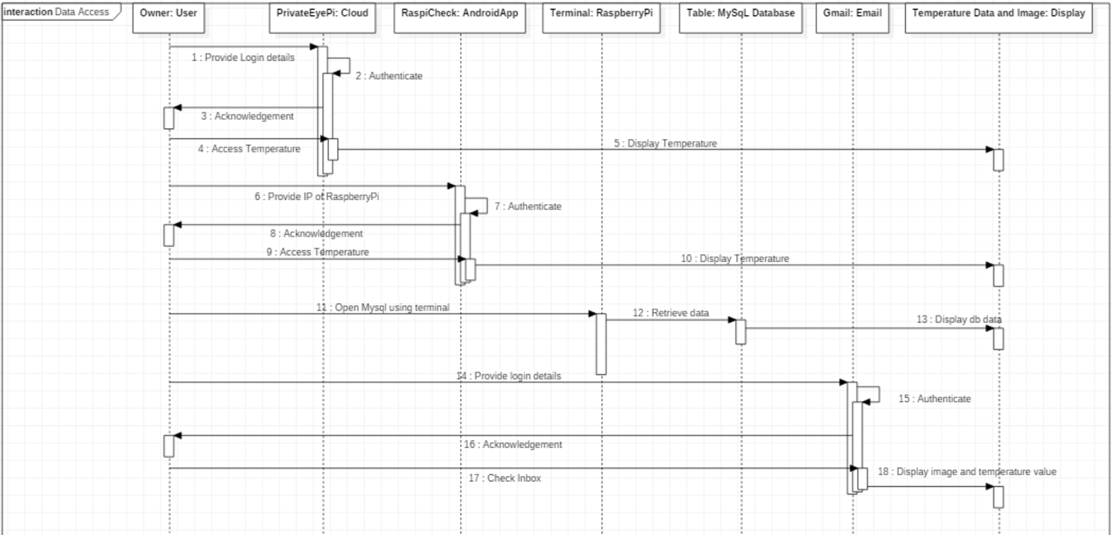 interaction Data Access
Owner: User
PrivateEyePi: Cloud
RaspiCheck: AndroidApp
Terminal: RaspberryPi
Table: MySqL Database
Gmail: Email
Temperature Data and Image: Display
1 : Provide Login details
2 : Authenticate
3 : Acknowledgement
4 : Access Temperature
5 : Display Temperature
6 : Provide IP of RaspberryPi
7 : Authenticate
8 : Acknowledgement
9 : Access Temperature
10 : Display Temperature
11 : Open Mysql using terminal
12 : Retrieve data
13 : Display db data
14 : Provide login details
15 : Authenticate
16 : Acknowledgement
17 : Check Inbox
18 : Display image and temperature value